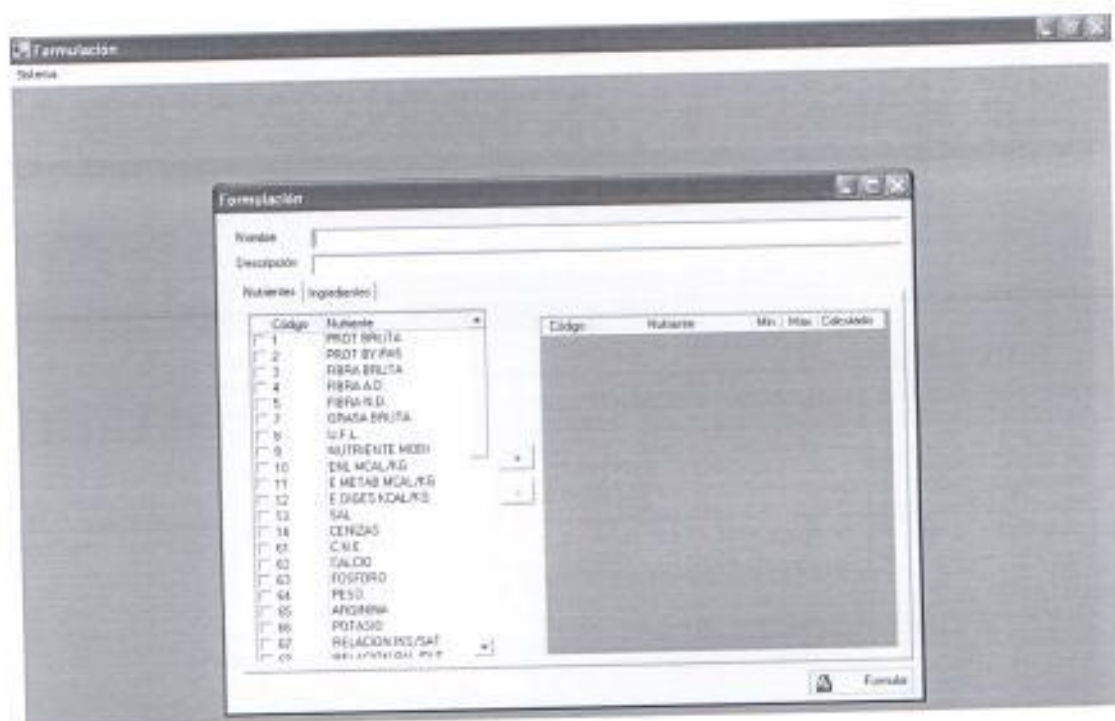 Formulación
Sistema
Formulación
Nombre
Descripción
Nutrientes Ingredientes
Código Nutriente
1 PROT BRUTA
2 PROT BY PAS
3 FIBRA BRUTA
4 FIBRA A.D.
5 FIBRA N.D.
7 GRASA BRUTA
8 U.F.L.
9 NUTRIENTE MODI
10 ENL MCAL/KG
11 E METAB MCAL/KG
12 E DIGES KCAL/KG
13 SAL
14 CENIZAS
61 C.N.E.
62 CALCIO
63 FOSFORO
64 PESO
65 ARGININA
66 POTASIO
67 RELACION INS/SAT
Código Nutriente Min Max Calculado
Formular